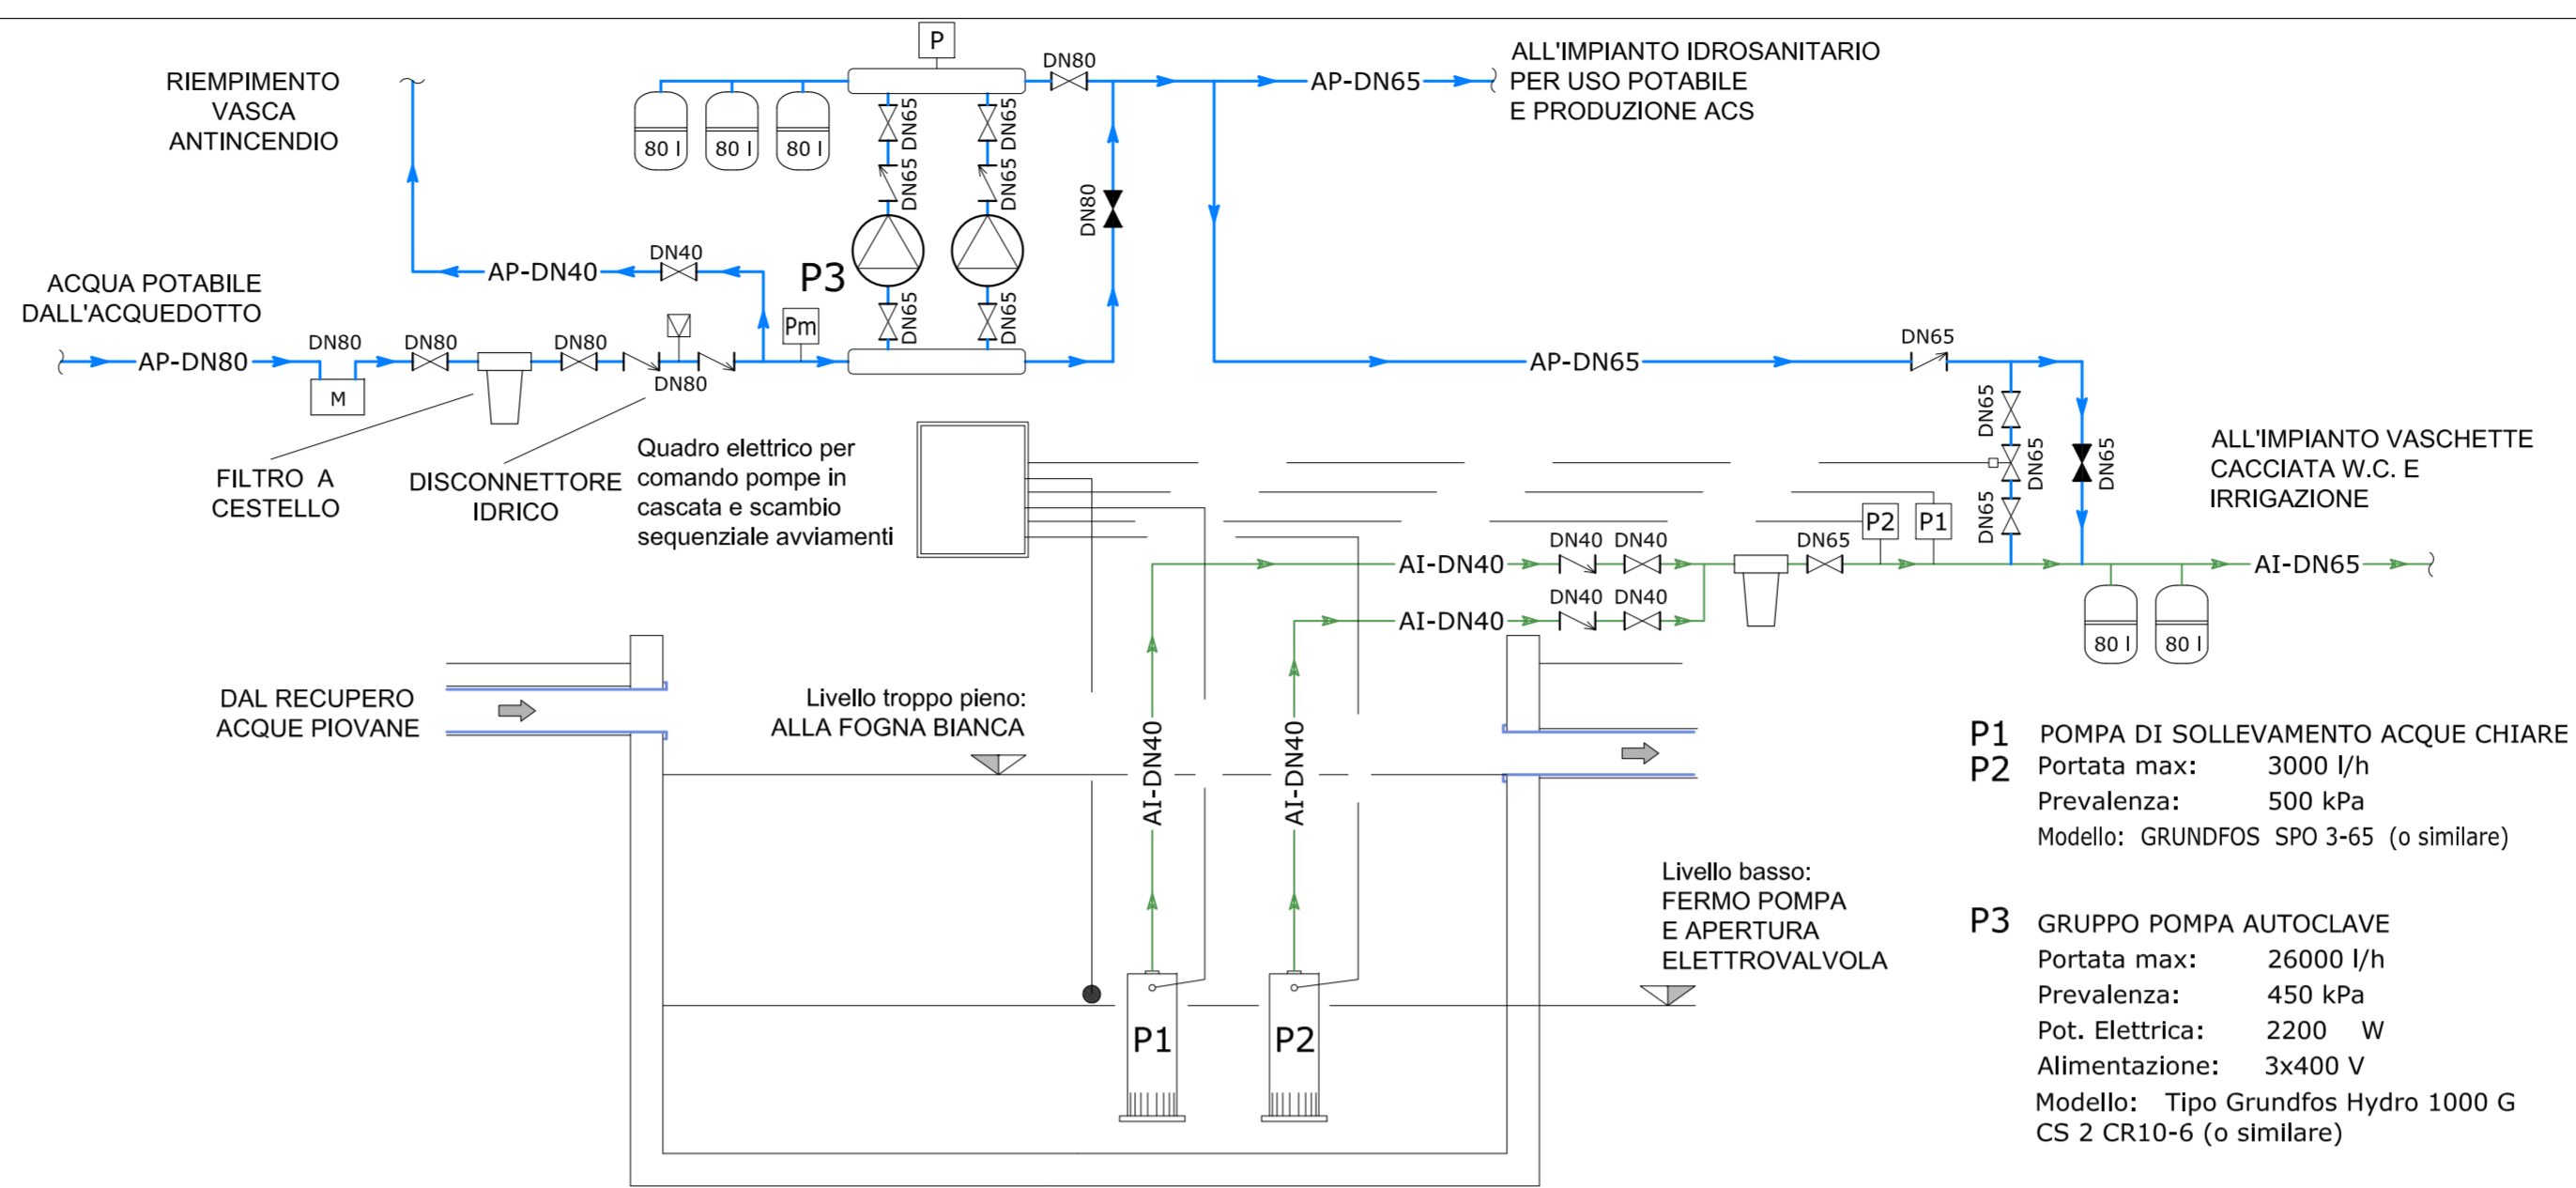 P
DN80
ALL'IMPIANTO IDROSANITARIO
PER USO POTABILE
E PRODUZIONE ACS
AP-DN65
RIEMPIMENTO
VASCA
ANTINCENDIO
80 l
80 l
80 l
DN65
DN65
DN65
DN65
DN80
P3
DN65
DN65
DN40
AP-DN40
ACQUA POTABILE
DALL'ACQUEDOTTO
AP-DN80
DN80
M
DN80
DN80
DN80
Pm
AP-DN65
DN65
FILTRO A
CESTELLO
DISCONNETTORE
IDRICO
Quadro elettrico per
comando pompe in
cascata e scambio
sequenziale avviamenti
DN65
DN65
DN65
DN65
ALL'IMPIANTO VASCHETTE
CACCIATA W.C. E
IRRIGAZIONE
P2
P1
AI-DN40
DN40
DN40
DN65
AI-DN65
AI-DN40
DN40
DN40
80 l
80 l
DAL RECUPERO
ACQUE PIOVANE
Livello troppo pieno:
ALLA FOGNA BIANCA
AI-DN40
AI-DN40
Livello basso:
FERMO POMPA
E APERTURA
ELETTROVALVOLA
P1
P2
P1 POMPA DI SOLLEVAMENTO ACQUE CHIARE
P2 Portata max: 3000 l/h
Prevalenza: 500 kPa
Modello: GRUNDFOS SPO 3-65 (o similare)
P3 GRUPPO POMPA AUTOCLAVE
Portata max: 26000 l/h
Prevalenza: 450 kPa
Pot. Elettrica: 2200 W
Alimentazione: 3x400 V
Modello: Tipo Grundfos Hydro 1000 G
CS 2 CR10-6 (o similare)